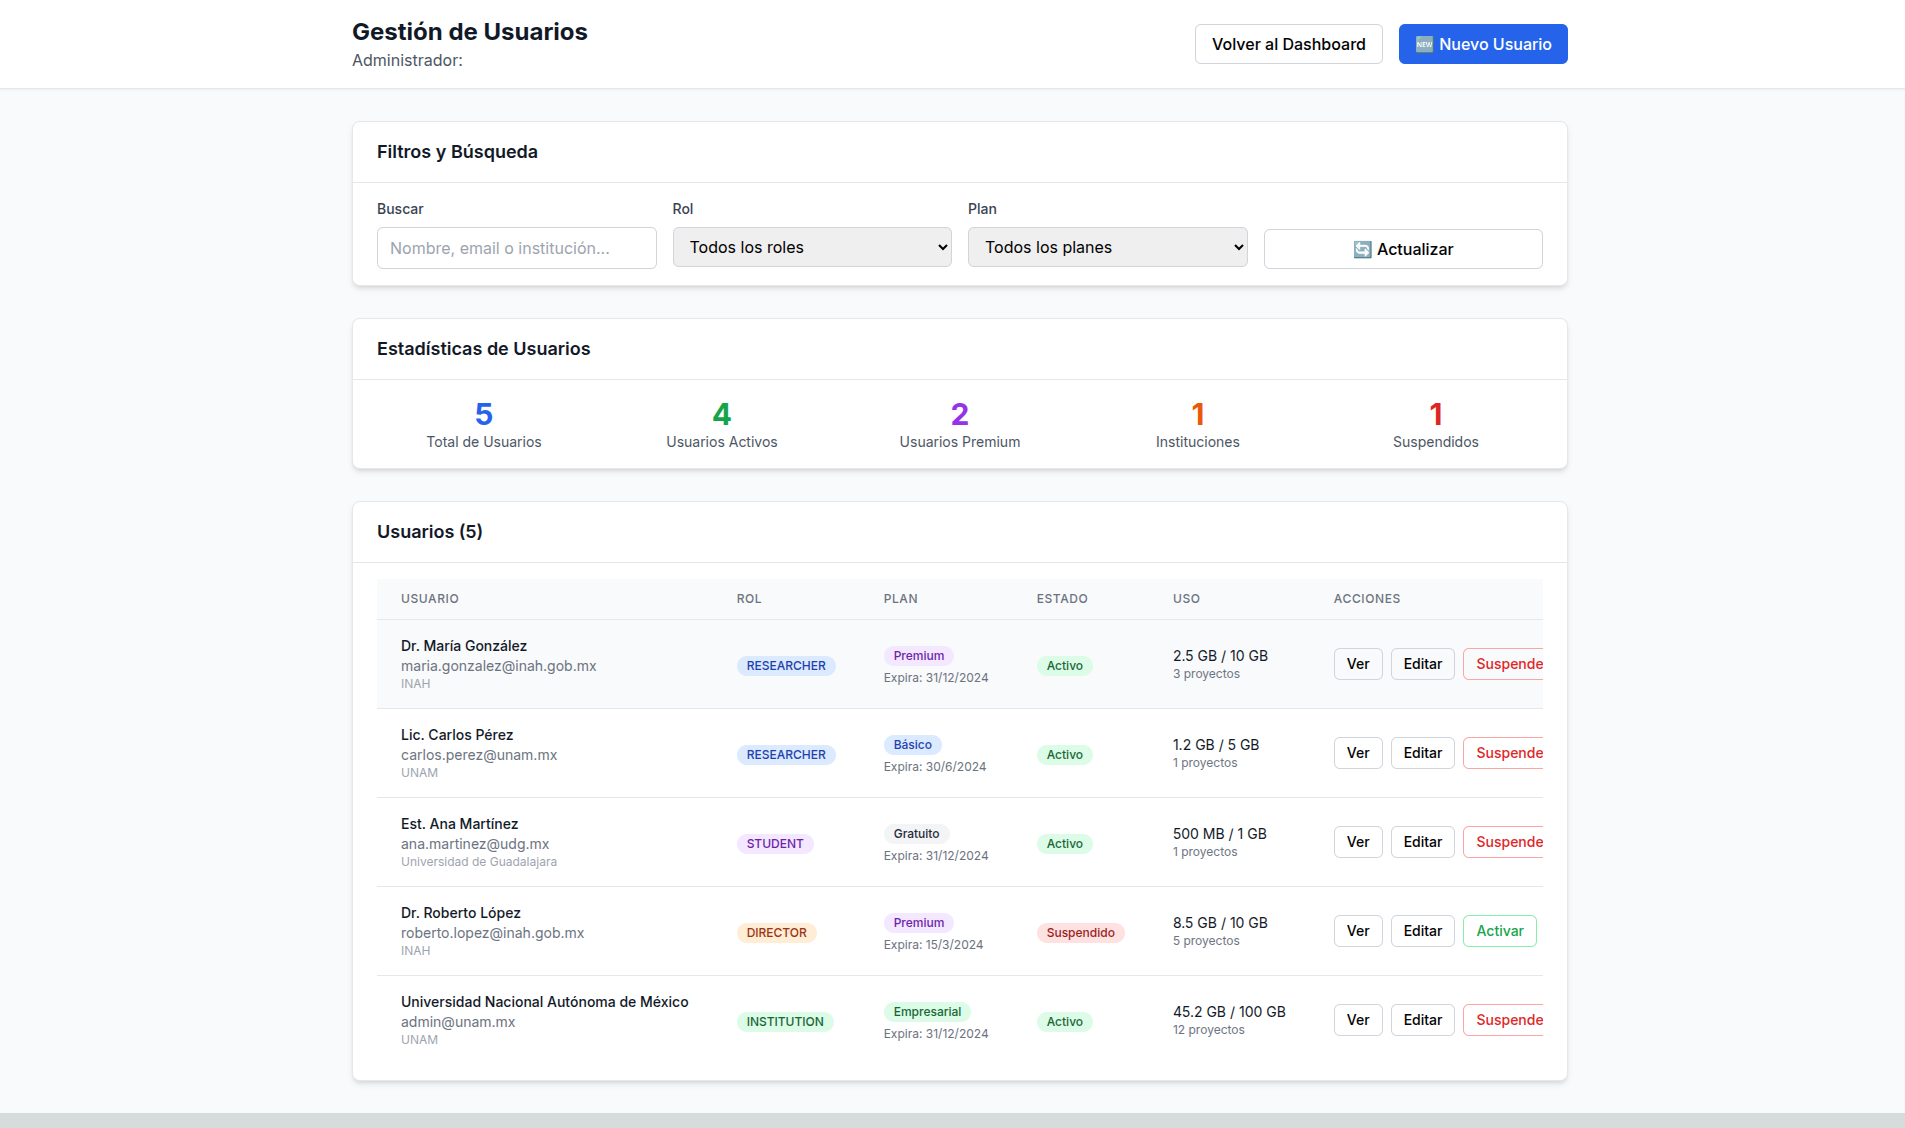 Gestión de Usuarios
Administrador:
Volver al Dashboard
🆕 Nuevo Usuario
Filtros y Búsqueda
Buscar
Rol
Plan
Nombre, email o institución...
Todos los roles
Todos los planes
🔄 Actualizar
Estadísticas de Usuarios
5
4
2
1
1
Total de Usuarios
Usuarios Activos
Usuarios Premium
Instituciones
Suspendidos
Usuarios (5)
USUARIO ROL PLAN ESTADO USO ACCIONES
Dr. María González
maria.gonzalez@inah.gob.mx
INAH
RESEARCHER
Premium
Expira: 31/12/2024
Activo
2.5 GB / 10 GB
3 proyectos
Ver Editar Suspende
Lic. Carlos Pérez
carlos.perez@unam.mx
UNAM
RESEARCHER
Básico
Expira: 30/6/2024
Activo
1.2 GB / 5 GB
1 proyectos
Ver Editar Suspende
Est. Ana Martínez
ana.martinez@udg.mx
Universidad de Guadalajara
STUDENT
Gratuito
Expira: 31/12/2024
Activo
500 MB / 1 GB
1 proyectos
Ver Editar Suspende
Dr. Roberto López
roberto.lopez@inah.gob.mx
INAH
DIRECTOR
Premium
Expira: 15/3/2024
Suspendido
8.5 GB / 10 GB
5 proyectos
Ver Editar Activar
Universidad Nacional Autónoma de México
admin@unam.mx
UNAM
INSTITUTION
Empresarial
Expira: 31/12/2024
Activo
45.2 GB / 100 GB
12 proyectos
Ver Editar Suspende